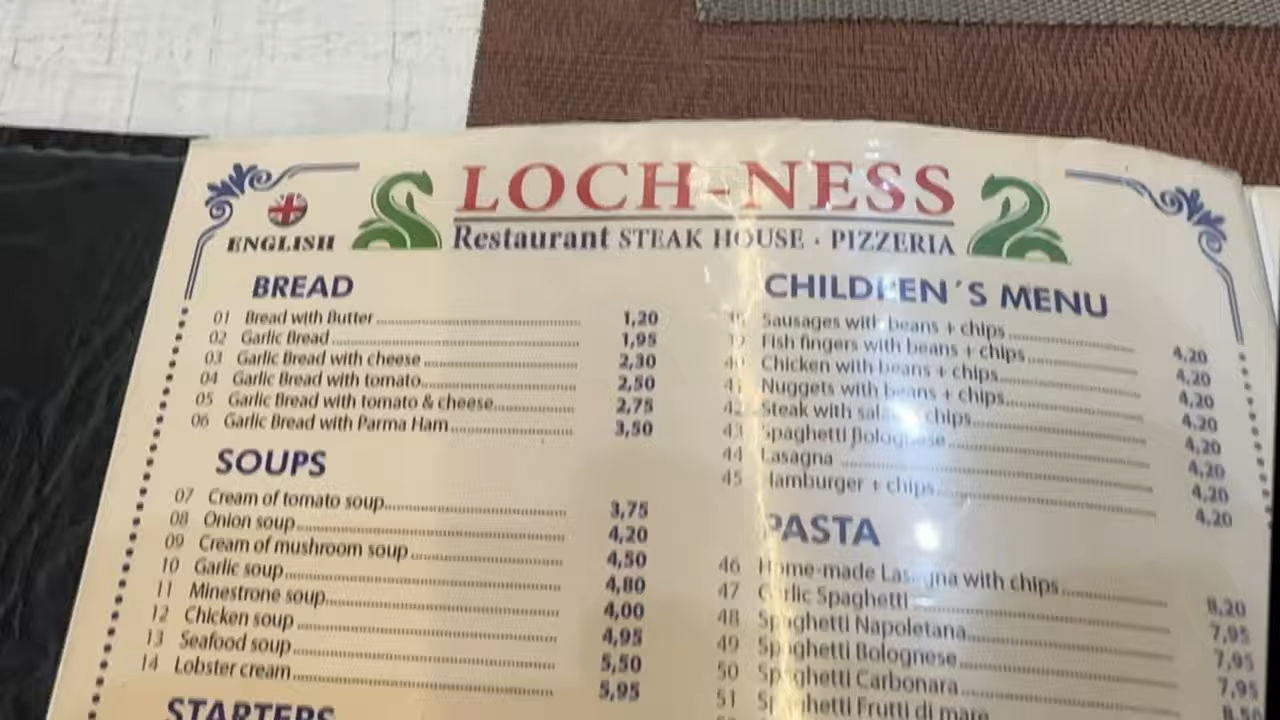 LOCH-NESS
ENGLISH
Restaurant STEAK HOUSE · PIZZERIA
BREAD
01 Bread with Butter 1,20
02 Garlic Bread 1,95
03 Garlic Bread with cheese 2,30
04 Garlic Bread with tomato 2,50
05 Garlic Bread with tomato & cheese 2,75
06 Garlic Bread with Parma Ham 3,50
SOUPS
07 Cream of tomato soup 3,75
08 Onion soup 4,20
09 Cream of mushroom soup 4,50
10 Garlic soup 4,80
11 Minestrone soup 4,00
12 Chicken soup 4,95
13 Seafood soup 5,50
14 Lobster cream 5,95
STARTERS
CHILDREN´S MENU
Sausages with beans + chips 4,20
Fish fingers with beans + chips 4,20
Chicken with beans + chips 4,20
Nuggets with beans + chips 4,20
42 Steak with chips 4,20
43 Spaghetti Bolognese 4,20
44 Lasagna 4,20
45 Hamburger + chips 4,20
PASTA
46 Home-made Lasagna with chips 8,20
47 Garlic Spaghetti 7,95
48 Spaghetti Napoletana 7,95
49 Spaghetti Bolognese 7,95
50 Spaghetti Carbonara 8,50
51 Spaghetti Frutti di mare